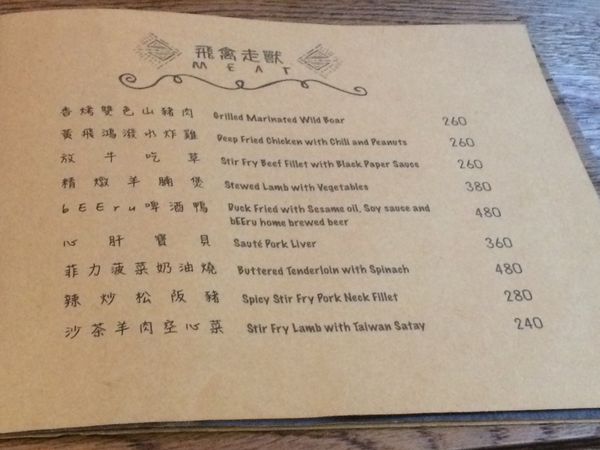 飛禽走獸
MEAT
香烤雙色山豬肉 Grilled Marinated Wild Boar 260
黃飛鴻潑水炸雞 Deep Fried Chicken with Chili and Peanuts 260
放牛吃草 Stir Fry Beef Fillet with Black Paper Sauce 260
精燉羊腩煲 Stewed Lamb with Vegetables 380
bEEru啤酒鴨 Duck Fried with Sesame oil, Soy sauce and
bEEru home brewed beer 480
心肝寶貝 Sauté Pork Liver 360
菲力菠菜奶油燒 Buttered Tenderloin with Spinach 480
辣炒松阪豬 Spicy Stir Fry Pork Neck Fillet 280
沙茶羊肉空心菜 Stir Fry Lamb with Taiwan Satay 240